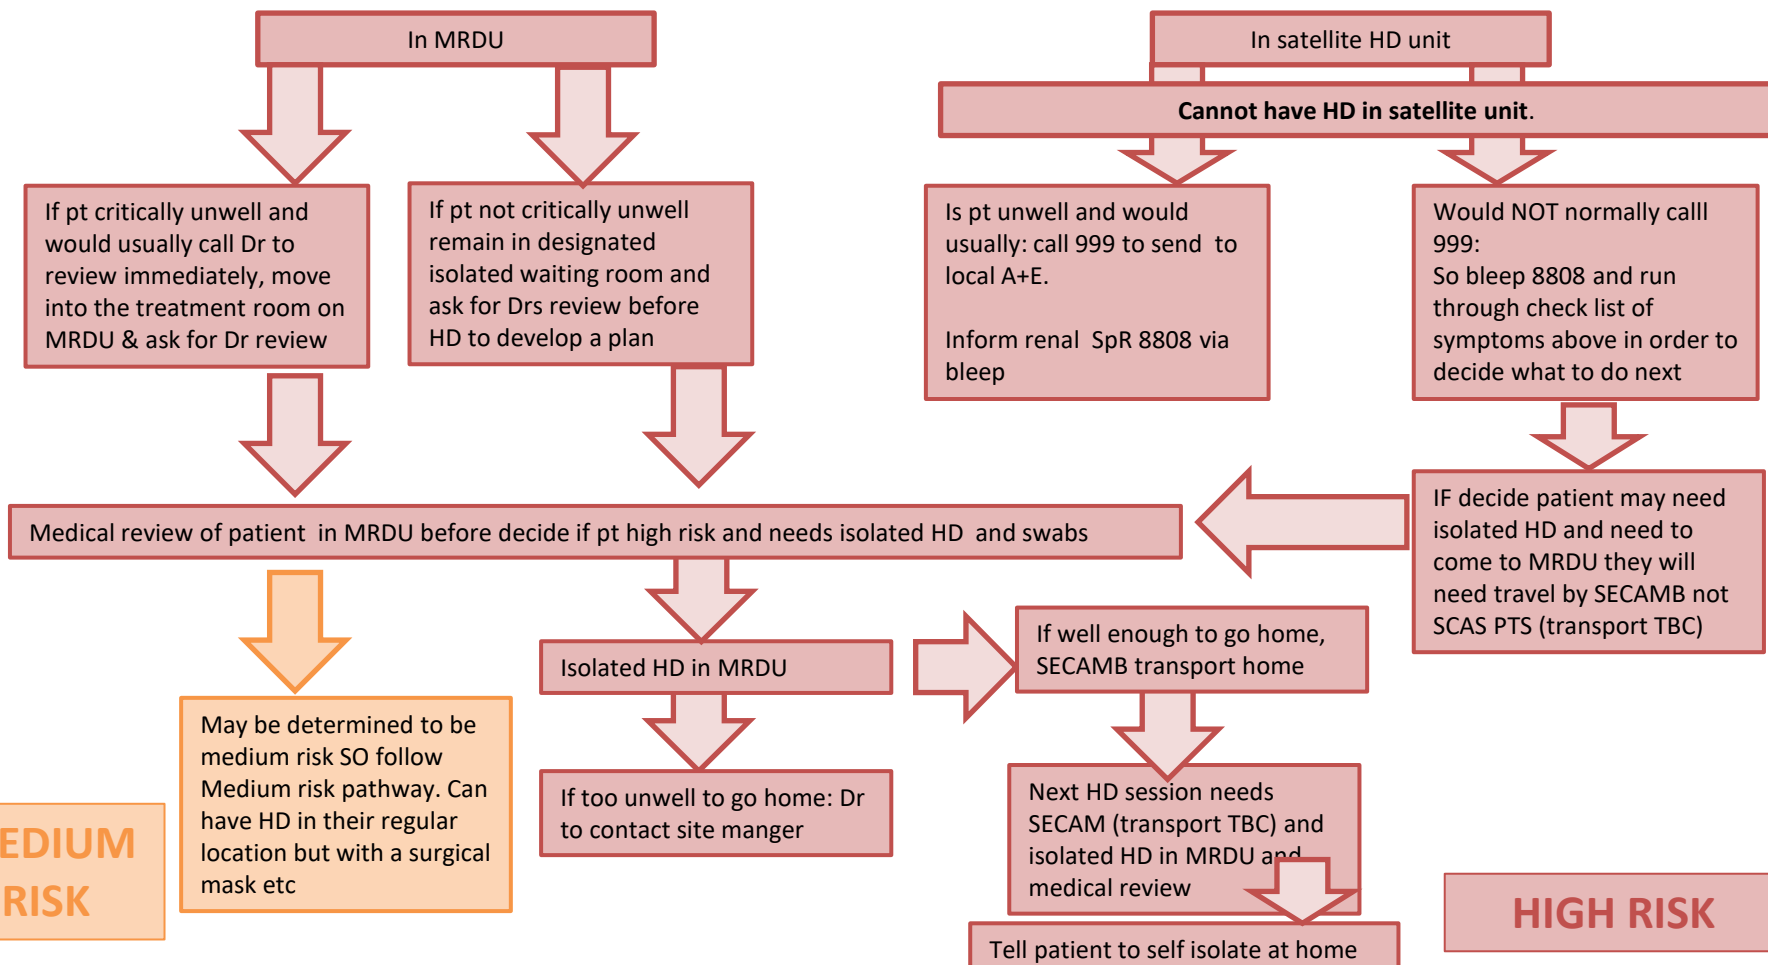 In MRDU
In satellite HD unit
Cannot have HD in satellite unit.
If pt critically unwell and
would usually call Dr to
review immediately, move
into the treatment room on
MRDU & ask for Dr review
If pt not critically unwell
remain in designated
isolated waiting room and
ask for Drs review before
HD to develop a plan
Is pt unwell and would
usually: call 999 to send to
local A+E.
Inform renal SpR 8808 via
bleep
Would NOT normally calll
999:
So bleep 8808 and run
through check list of
symptoms above in order to
decide what to do next
Medical review of patient in MRDU before decide if pt high risk and needs isolated HD and swabs
IF decide patient may need
isolated HD and need to
come to MRDU they will
need travel by SECAMB not
SCAS PTS (transport TBC)
Isolated HD in MRDU
If well enough to go home,
SECAMB transport home
May be determined to be
medium risk SO follow
Medium risk pathway. Can
have HD in their regular
location but with a surgical
mask etc
If too unwell to go home: Dr
to contact site manger
Next HD session needs
SECAM (transport TBC) and
isolated HD in MRDU and
medical review
EDIUM
RISK
HIGH RISK
Tell patient to self isolate at home